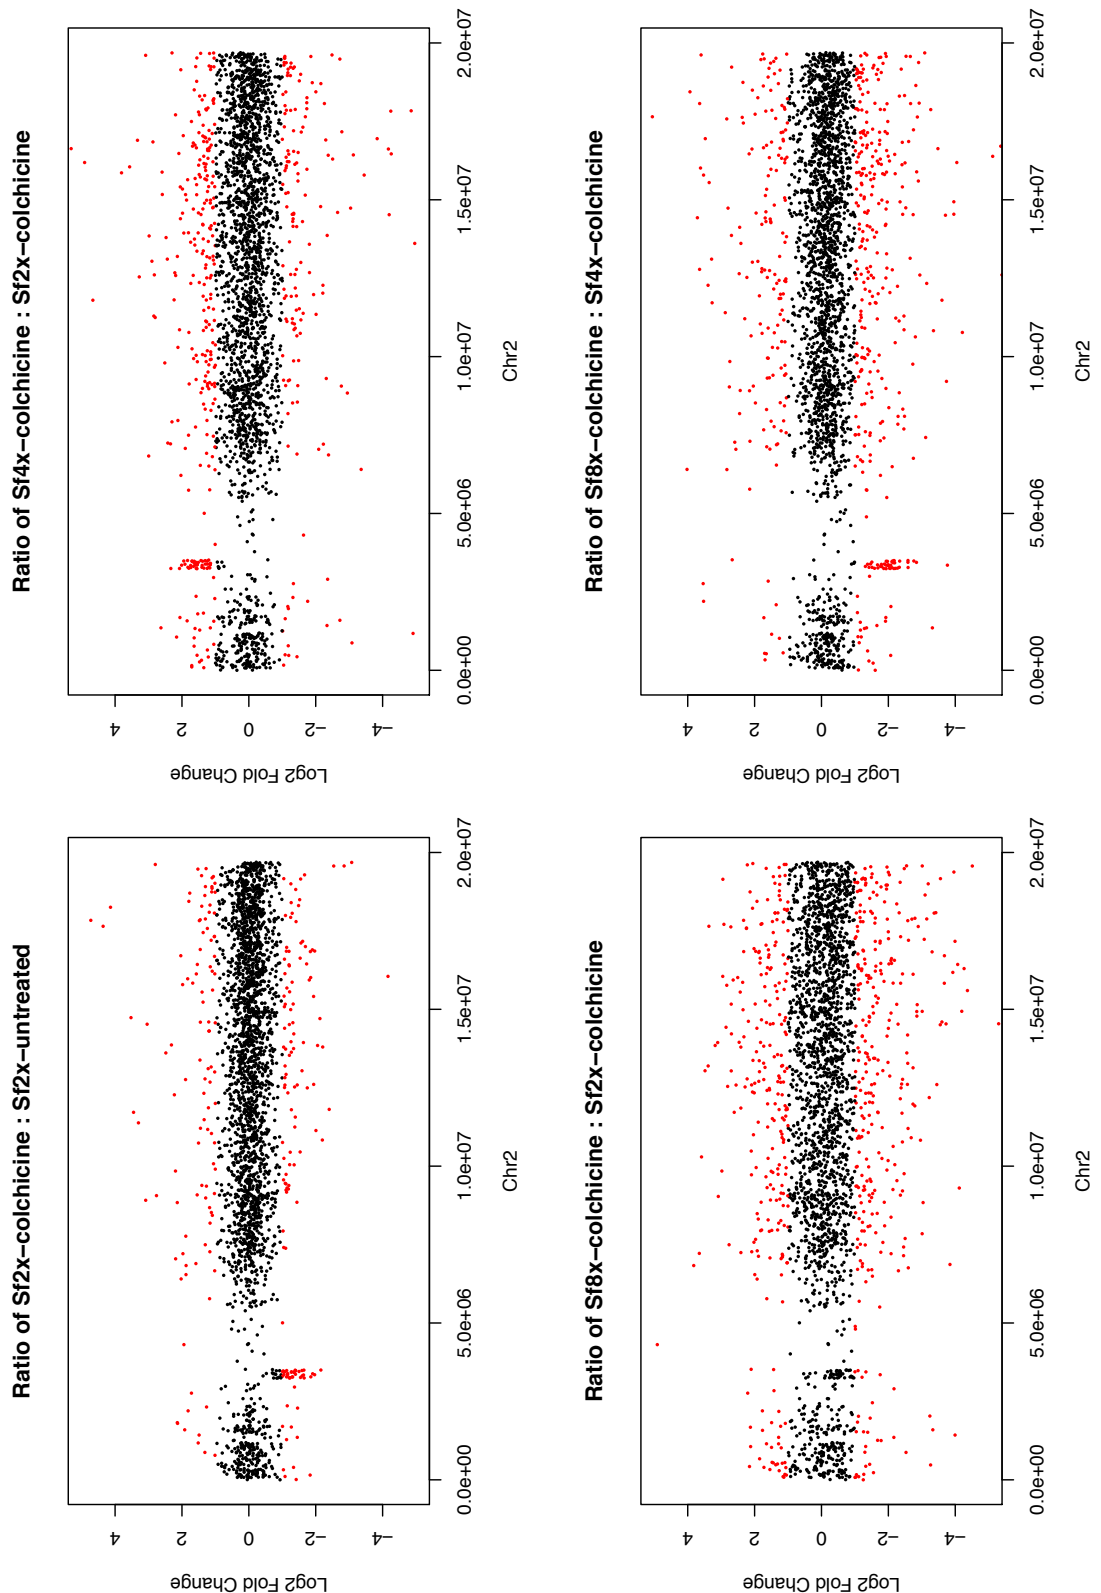 Ratio of Sf2x−colchicine : Sf2x−untreated
Log2 Fold Change
4
2
0
−2
−4
0.0e+00 5.0e+06 1.0e+07 1.5e+07 2.0e+07
Chr2
Ratio of Sf4x−colchicine : Sf2x−colchicine
Log2 Fold Change
4
2
0
−2
−4
0.0e+00 5.0e+06 1.0e+07 1.5e+07 2.0e+07
Chr2
Ratio of Sf8x−colchicine : Sf2x−colchicine
Log2 Fold Change
4
2
0
−2
−4
0.0e+00 5.0e+06 1.0e+07 1.5e+07 2.0e+07
Chr2
Ratio of Sf8x−colchicine : Sf4x−colchicine
Log2 Fold Change
4
2
0
−2
−4
0.0e+00 5.0e+06 1.0e+07 1.5e+07 2.0e+07
Chr2